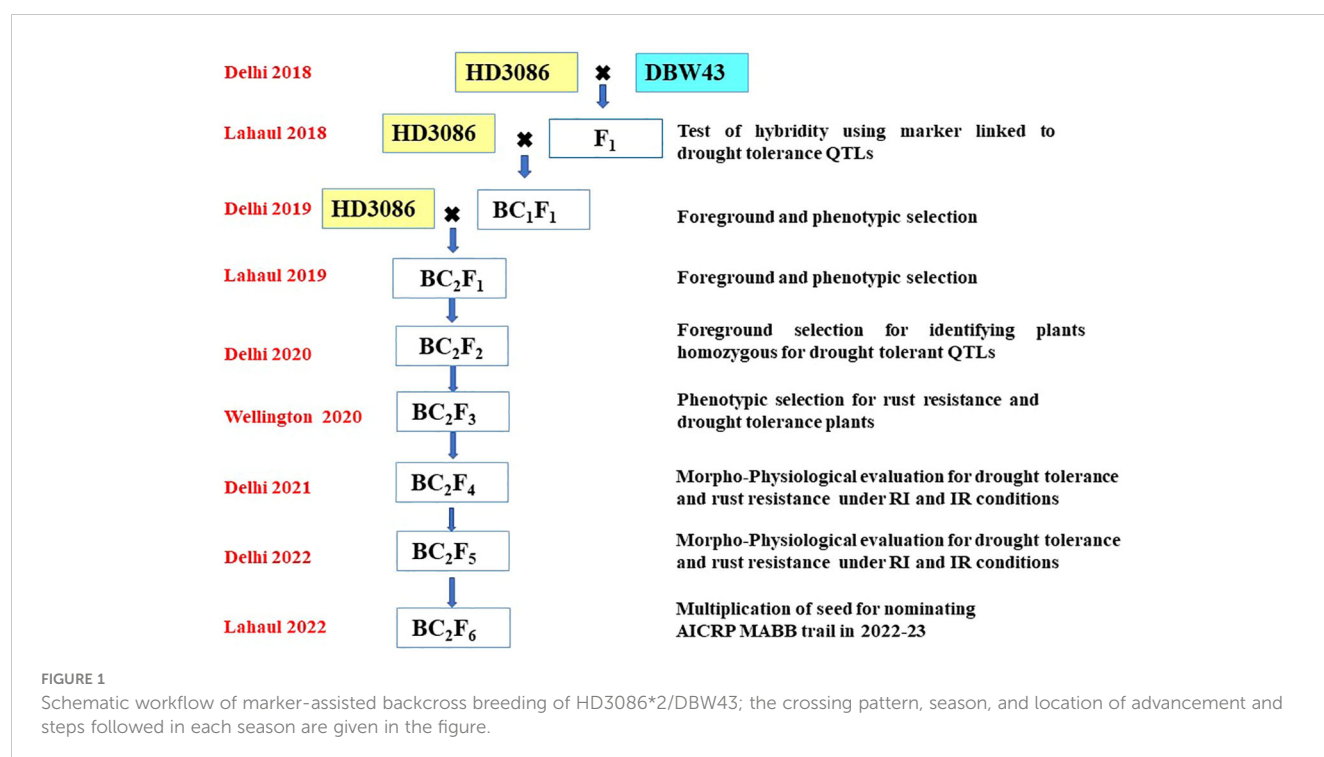 Delhi 2018 HD3086 ✖ DBW43
Lahaul 2018 HD3086 ✖ F₁ Test of hybridity using marker linked to
drought tolerance QTLs
Delhi 2019 HD3086 ✖ BC₁F₁ Foreground and phenotypic selection
Lahaul 2019 BC₂F₁ Foreground and phenotypic selection
Delhi 2020 BC₂F₂ Foreground selection for identifying plants
homozygous for drought tolerant QTLs
Wellington 2020 BC₂F₃ Phenotypic selection for rust resistance and
drought tolerance plants
Delhi 2021 BC₂F₄ Morpho-Physiological evaluation for drought tolerance
and rust resistance under RI and IR conditions
Delhi 2022 BC₂F₅ Morpho-Physiological evaluation for drought tolerance
and rust resistance under RI and IR conditions
Lahaul 2022 BC₂F₆ Multiplication of seed for nominating
AICRP MABB trail in 2022-23
FIGURE 1
Schematic workflow of marker-assisted backcross breeding of HD3086*2/DBW43; the crossing pattern, season, and location of advancement and
steps followed in each season are given in the figure.